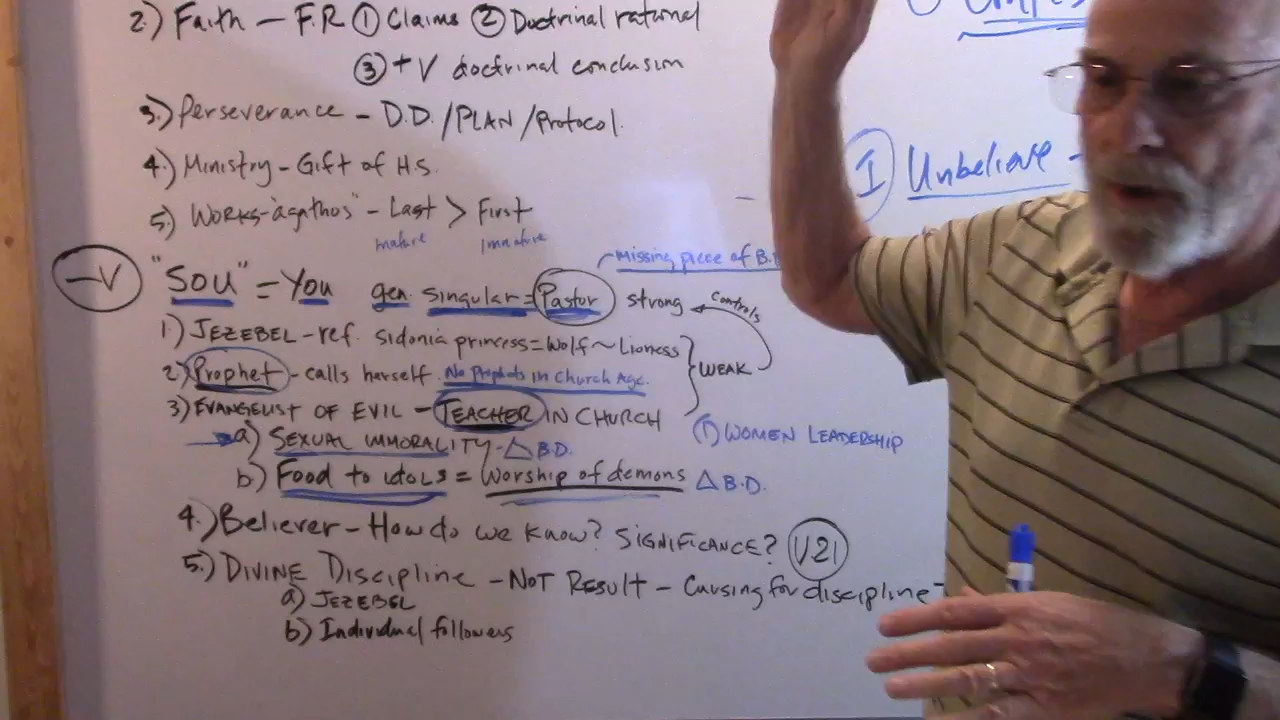 2.) Faith - F.R ① Claims ② Doctrinal rational
③ + V doctrinal conclusion
3.) Perseverance - D.D. /PLAN /Protocol.
4.) Ministry - Gift of H.S.
5.) Works - "agathos" - Last > First
mature immature
I Unbelieve -
-V "Sou" = You gen. singular = Pastor strong
missing piece of B.
controls
1.) JEZEBEL - ref. Sidonia princess = Wolf ~ Lioness
WEAK
2) Prophet - calls herself. No Prophets in Church Age.
3) EVANGELIST OF EVIL - TEACHER IN CHURCH
① WOMEN LEADERSHIP
a) SEXUAL IMMORALITY - △ B.D.
b) Food to idols = Worship of demons △ B.D.
4.) Believer - How do we know? SIGNIFICANCE? V21
5.) DIVINE DISCIPLINE - NOT RESULT - Causing for discipline -
a) JEZEBEL
b) Individual followers